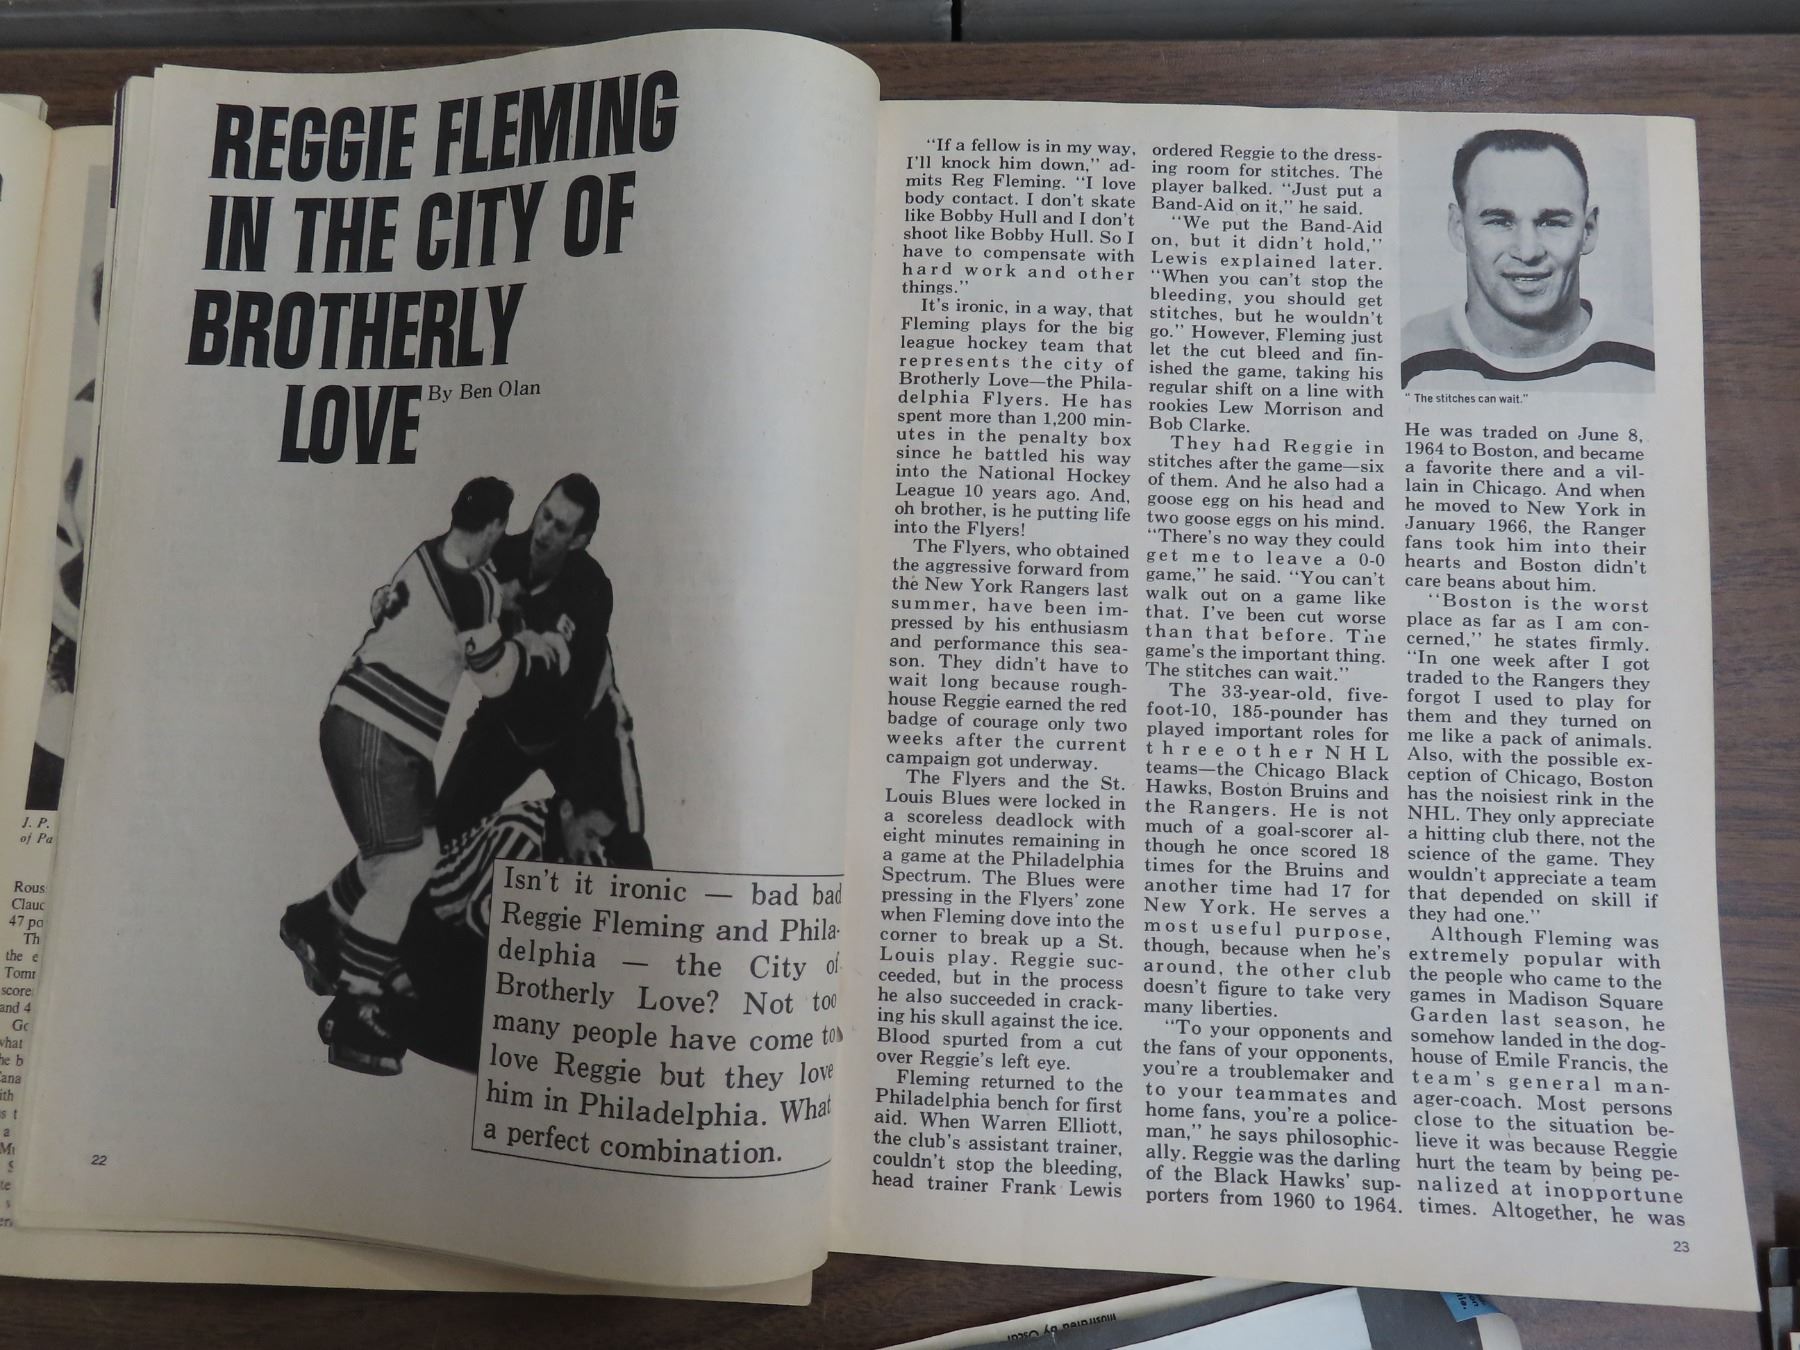 REGGIE FLEMING
IN THE CITY OF
BROTHERLY
LOVE
By Ben Olan
Isn't it ironic — bad bad
Reggie Fleming and Phila-
delphia — the City of
Brotherly Love? Not too
many people have come to
love Reggie but they love
him in Philadelphia. What
a perfect combination.
22
"If a fellow is in my way,
I'll knock him down," ad-
mits Reg Fleming. "I love
body contact. I don't skate
like Bobby Hull and I don't
shoot like Bobby Hull. So I
have to compensate with
hard work and other
things."
It's ironic, in a way, that
Fleming plays for the big
league hockey team that
represents the city of
Brotherly Love—the Phila-
delphia Flyers. He has
spent more than 1,200 min-
utes in the penalty box
since he battled his way
into the National Hockey
League 10 years ago. And,
oh brother, is he putting life
into the Flyers!
The Flyers, who obtained
the aggressive forward from
the New York Rangers last
summer, have been im-
pressed by his enthusiasm
and performance this sea-
son. They didn't have to
wait long because rough-
house Reggie earned the red
badge of courage only two
weeks after the current
campaign got underway.
The Flyers and the St.
Louis Blues were locked in
a scoreless deadlock with
eight minutes remaining in
a game at the Philadelphia
Spectrum. The Blues were
pressing in the Flyers' zone
when Fleming dove into the
corner to break up a St.
Louis play. Reggie suc-
ceeded, but in the process
he also succeeded in crack-
ing his skull against the ice.
Blood spurted from a cut
over Reggie's left eye.
Fleming returned to the
Philadelphia bench for first
aid. When Warren Elliott,
the club's assistant trainer,
couldn't stop the bleeding,
head trainer Frank Lewis
ordered Reggie to the dress-
ing room for stitches. The
player balked. "Just put a
Band-Aid on it," he said.
"We put the Band-Aid
on, but it didn't hold,"
Lewis explained later.
"When you can't stop the
bleeding, you should get
stitches, but he wouldn't
go." However, Fleming just
let the cut bleed and fin-
ished the game, taking his
regular shift on a line with
rookies Lew Morrison and
Bob Clarke.
They had Reggie in
stitches after the game—six
of them. And he also had a
goose egg on his head and
two goose eggs on his mind.
"There's no way they could
get me to leave a 0-0
game," he said. "You can't
walk out on a game like
that. I've been cut worse
than that before. The
game's the important thing.
The stitches can wait."
The 33-year-old, five-
foot-10, 185-pounder has
played important roles for
three other NHL
teams—the Chicago Black
Hawks, Boston Bruins and
the Rangers. He is not
much of a goal-scorer al-
though he once scored 18
times for the Bruins and
another time had 17 for
New York. He serves a
most useful purpose,
though, because when he's
around, the other club
doesn't figure to take very
many liberties.
"To your opponents and
the fans of your opponents,
you're a troublemaker and
to your teammates and
home fans, you're a police-
man," he says philosophic-
ally. Reggie was the darling
of the Black Hawks' sup-
porters from 1960 to 1964.
" The stitches can wait."
He was traded on June 8,
1964 to Boston, and became
a favorite there and a vil-
lain in Chicago. And when
he moved to New York in
January 1966, the Ranger
fans took him into their
hearts and Boston didn't
care beans about him.
"Boston is the worst
place as far as I am con-
cerned," he states firmly.
"In one week after I got
traded to the Rangers they
forgot I used to play for
them and they turned on
me like a pack of animals.
Also, with the possible ex-
ception of Chicago, Boston
has the noisiest rink in the
NHL. They only appreciate
a hitting club there, not the
science of the game. They
wouldn't appreciate a team
that depended on skill if
they had one."
Although Fleming was
extremely popular with
the people who came to the
games in Madison Square
Garden last season, he
somehow landed in the dog-
house of Emile Francis, the
team's general man-
ager-coach. Most persons
close to the situation be-
lieve it was because Reggie
hurt the team by being pe-
nalized at inopportune
times. Altogether, he was
23
J. P.
of Pa
Rous
Claud
47 po
Th
the e
Tomm
score
and 4
Illustrated by Oscar